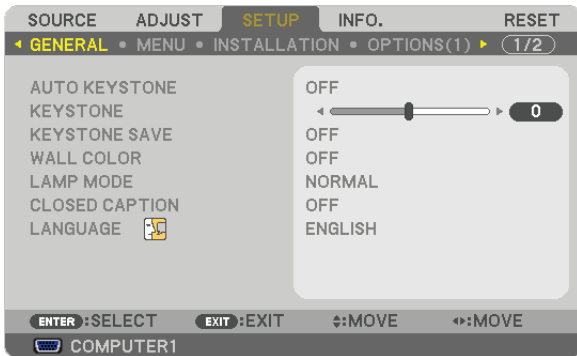 SOURCE ADJUST SETUP INFO. RESET
GENERAL • MENU • INSTALLATION • OPTIONS(1) 1/2
AUTO KEYSTONE OFF
KEYSTONE 0
KEYSTONE SAVE OFF
WALL COLOR OFF
LAMP MODE NORMAL
CLOSED CAPTION OFF
LANGUAGE ENGLISH
ENTER :SELECT EXIT :EXIT :MOVE :MOVE
COMPUTER1